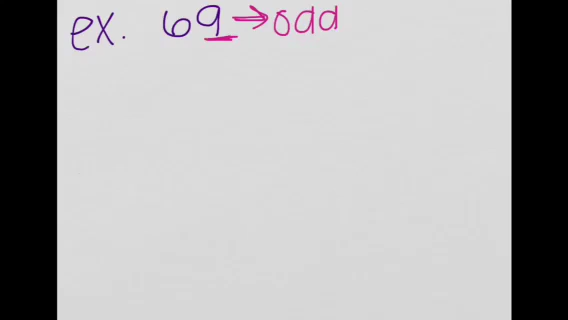 ex. 69 → odd